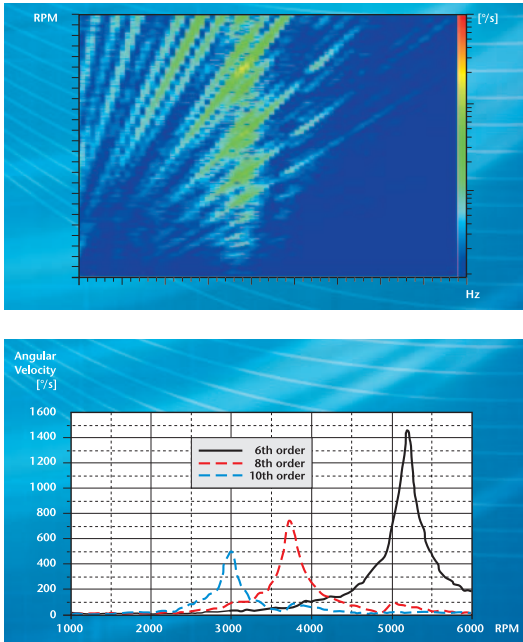 RPM
[°/s]
Hz
Angular
Velocity
[°/s]
1600
1400
1200
1000
800
600
400
200
0
6th order
8th order
10th order
1000 2000 3000 4000 5000 6000 RPM